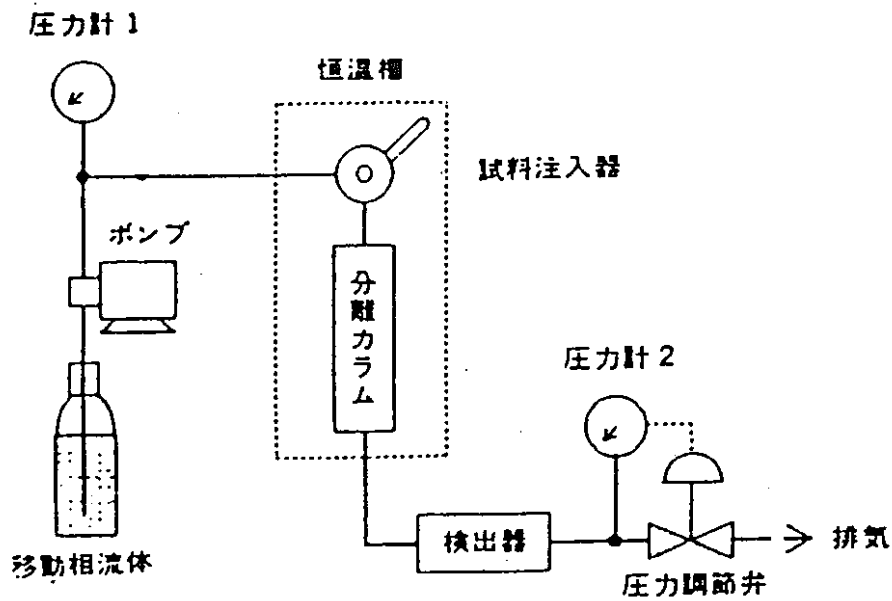 圧力計 1
恒温槽
試料注入器
ポンプ
分離カラム
圧力計 2
検出器
排気
移動相流体
圧力調節弁